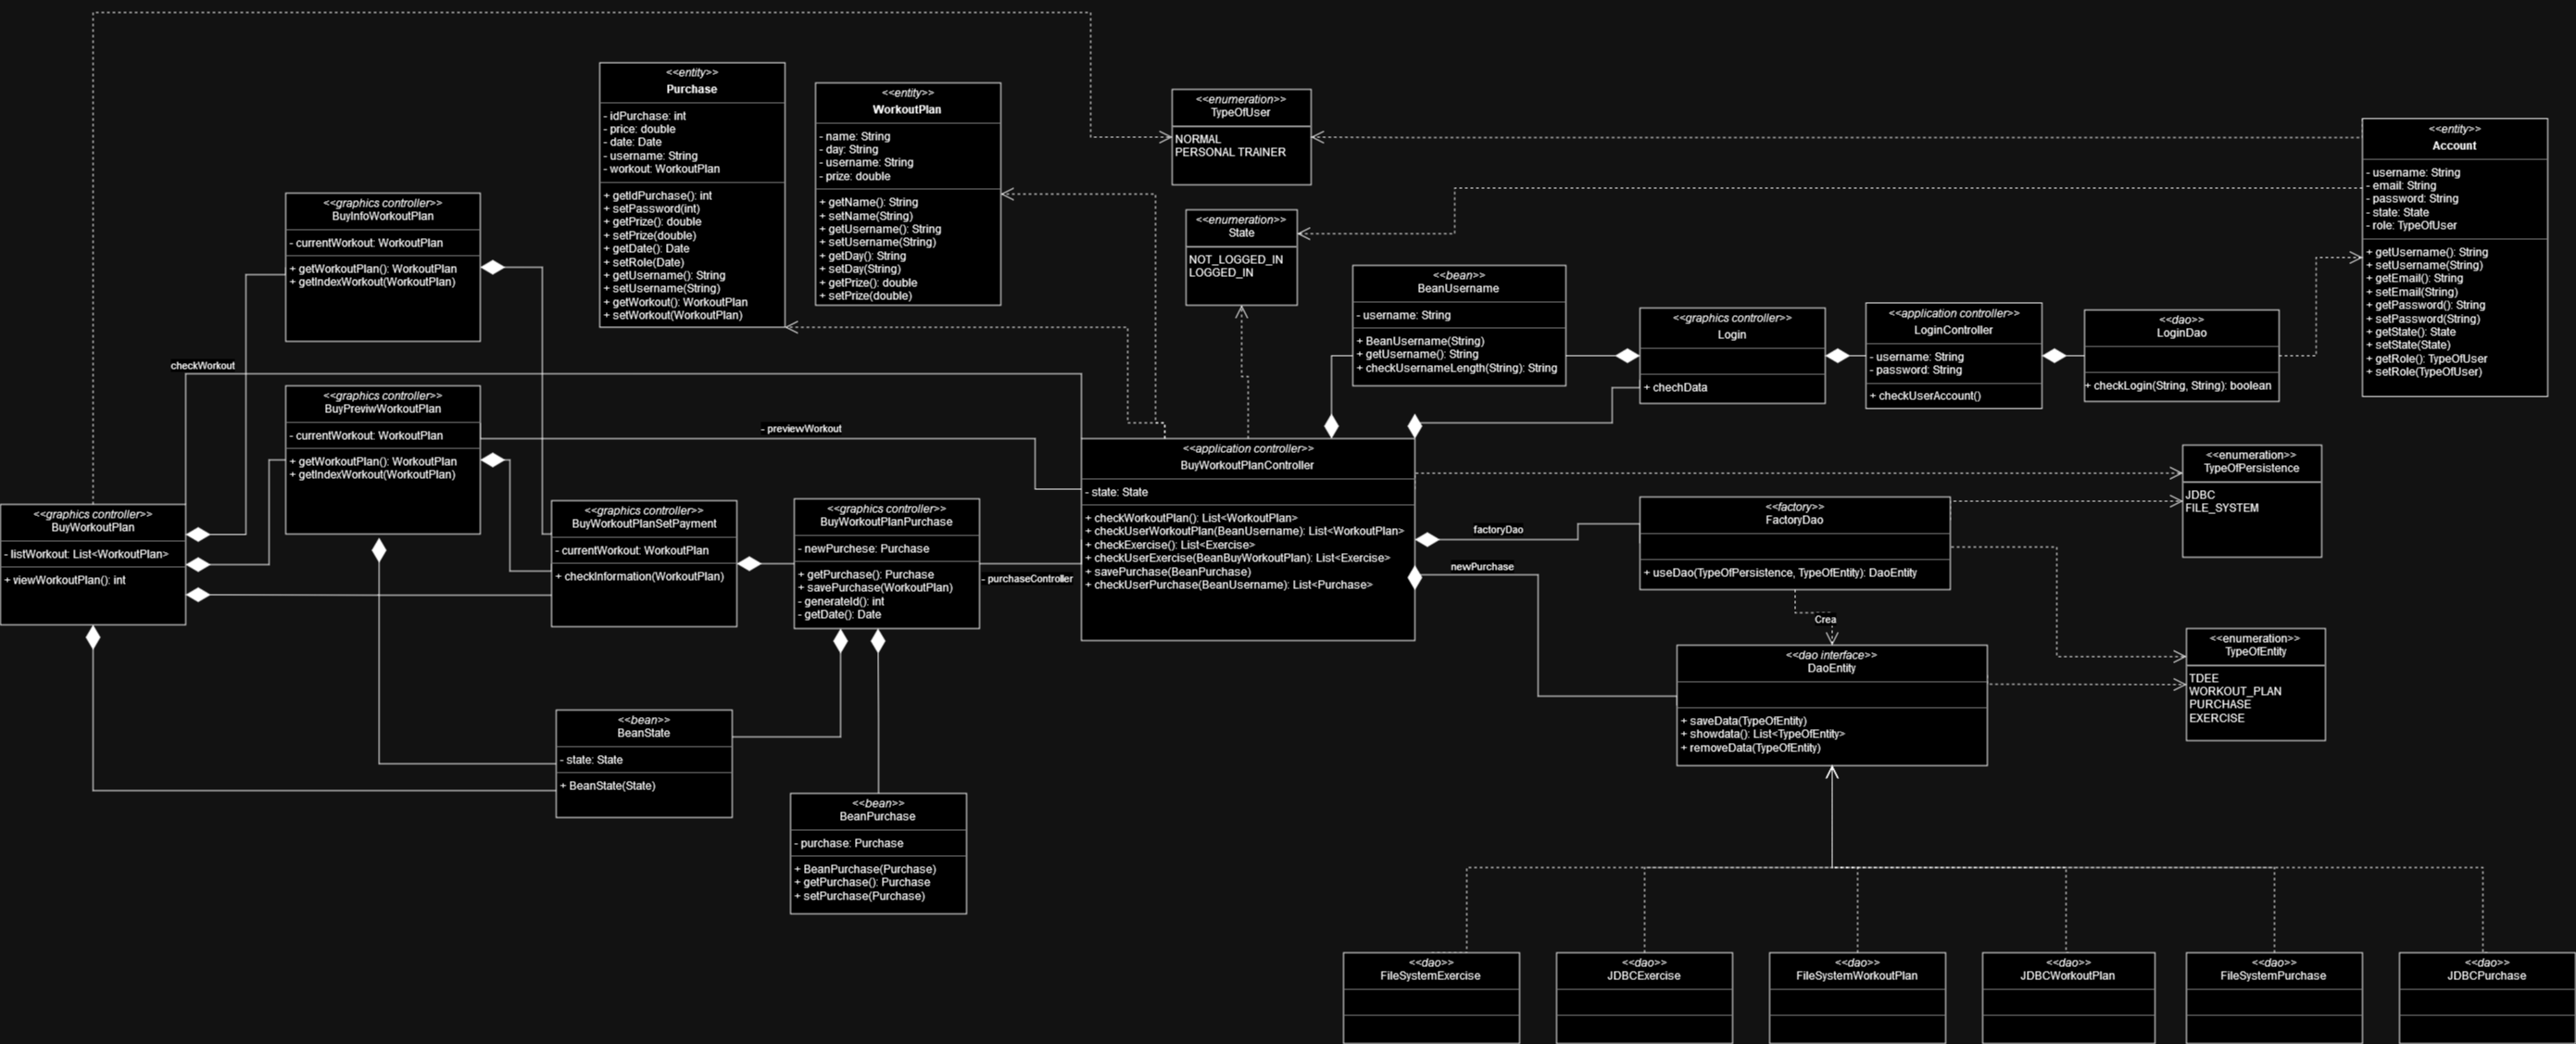 <<entity>>
Purchase
- idPurchase: int
- price: double
- date: Date
- username: String
- workout: WorkoutPlan
+ getIdPurchase(): int
+ setPassword(int)
+ getPrize(): double
+ setPrize(double)
+ getDate(): Date
+ setRole(Date)
+ getUsername(): String
+ setUsername(String)
+ getWorkout(): WorkoutPlan
+ setWorkout(WorkoutPlan)
<<entity>>
WorkoutPlan
- name: String
- day: String
- username: String
- prize: double
+ getName(): String
+ setName(String)
+ getUsername(): String
+ setUsername(String)
+ getDay(): String
+ setDay(String)
+ getPrize(): double
+ setPrize(double)
<<enumeration>>
TypeOfUser
NORMAL
PERSONAL TRAINER
<<entity>>
Account
- username: String
- email: String
- password: String
- state: State
- role: TypeOfUser
+ getUsername(): String
+ setUsername(String)
+ getEmail(): String
+ setEmail(String)
+ getPassword(): String
+ setPassword(String)
+ getState(): State
+ setState(State)
+ getRole(): TypeOfUser
+ setRole(TypeOfUser)
<<graphics controller>>
BuyInfoWorkoutPlan
- currentWorkout: WorkoutPlan
+ getWorkoutPlan(): WorkoutPlan
+ getIndexWorkout(WorkoutPlan)
<<enumeration>>
State
NOT_LOGGED_IN
LOGGED_IN
<<bean>>
BeanUsername
- username: String
+ BeanUsername(String)
+ getUsername(): String
+ checkUsernameLength(String): String
<<graphics controller>>
Login
+ chechData
<<application controller>>
LoginController
- username: String
- password: String
+ checkUserAccount()
<<dao>>
LoginDao
+ checkLogin(String, String): boolean
checkWorkout
<<graphics controller>>
BuyPreviwWorkoutPlan
- currentWorkout: WorkoutPlan
+ getWorkoutPlan(): WorkoutPlan
+ getIndexWorkout(WorkoutPlan)
- previewWorkout
<<application controller>>
BuyWorkoutPlanController
- state: State
+ checkWorkoutPlan(): List<WorkoutPlan>
+ checkUserWorkoutPlan(BeanUsername): List<WorkoutPlan>
+ checkExercise(): List<Exercise>
+ checkUserExercise(BeanBuyWorkoutPlan): List<Exercise>
+ savePurchase(BeanPurchase)
+ checkUserPurchase(BeanUsername): List<Purchase>
<<enumeration>>
TypeOfPersistence
JDBC
FILE_SYSTEM
<<graphics controller>>
BuyWorkoutPlan
- listWorkout: List<WorkoutPlan>
+ viewWorkoutPlan(): int
<<graphics controller>>
BuyWorkoutPlanSetPayment
- currentWorkout: WorkoutPlan
+ checkInformation(WorkoutPlan)
<<graphics controller>>
BuyWorkoutPlanPurchase
- newPurchese: Purchase
+ getPurchase(): Purchase
+ savePurchase(WorkoutPlan)
- generateId(): int
- getDate(): Date
- purchaseController
factoryDao
newPurchase
<<factory>>
FactoryDao
+ useDao(TypeOfPersistence, TypeOfEntity): DaoEntity
Crea
<<dao interface>>
DaoEntity
+ saveData(TypeOfEntity)
+ showdata(): List<TypeOfEntity>
+ removeData(TypeOfEntity)
<<enumeration>>
TypeOfEntity
TDEE
WORKOUT_PLAN
PURCHASE
EXERCISE
<<bean>>
BeanState
- state: State
+ BeanState(State)
<<bean>>
BeanPurchase
- purchase: Purchase
+ BeanPurchase(Purchase)
+ getPurchase(): Purchase
+ setPurchase(Purchase)
<<dao>>
FileSystemExercise
<<dao>>
JDBCExercise
<<dao>>
FileSystemWorkoutPlan
<<dao>>
JDBCWorkoutPlan
<<dao>>
FileSystemPurchase
<<dao>>
JDBCPurchase